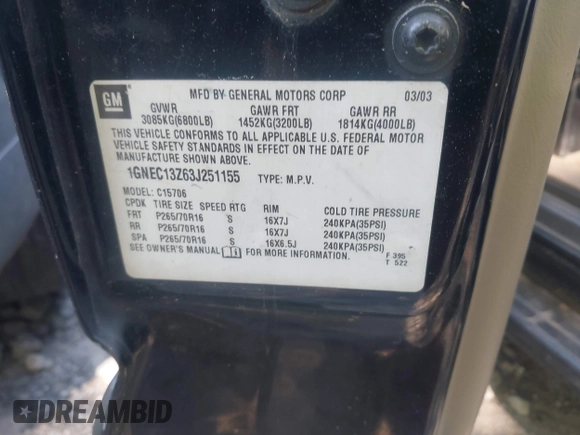 GM
MFD BY GENERAL MOTORS CORP 03/03
GVWR GAWR FRT GAWR RR
3085KG(6800LB) 1452KG(3200LB) 1814KG(4000LB)
THIS VEHICLE CONFORMS TO ALL APPLICABLE U.S. FEDERAL MOTOR
VEHICLE SAFETY STANDARDS IN EFFECT ON THE DATE OF
MANUFACTURE SHOWN ABOVE.
1GNEC13Z63J251155 TYPE: M.P.V.
MODEL: C15706
CPDK TIRE SIZE SPEED RTG RIM COLD TIRE PRESSURE
FRT P265/70R16 S 16X7J 240KPA(35PSI)
RR P265/70R16 S 16X7J 240KPA(35PSI)
SPA P265/70R16 S 16X6.5J 240KPA(35PSI)
SEE OWNER'S MANUAL FOR MORE INFORMATION. F 395
T 522
DREAMBID